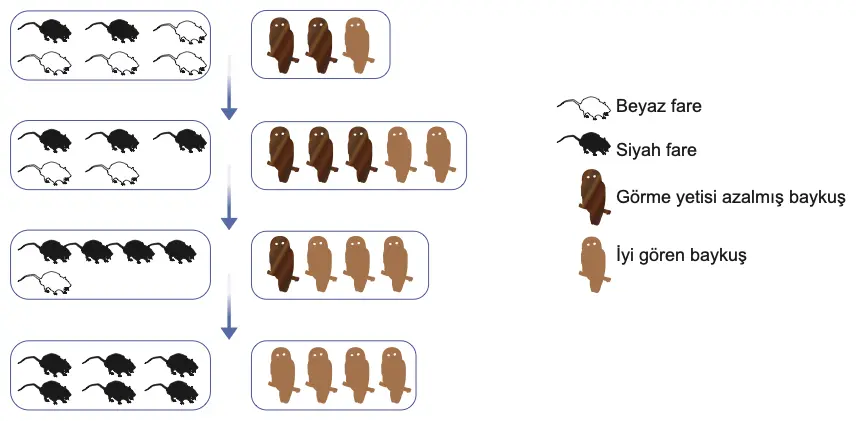 Beyaz fare
Siyah fare
Görme yetisi azalmış baykuş
İyi gören baykuş